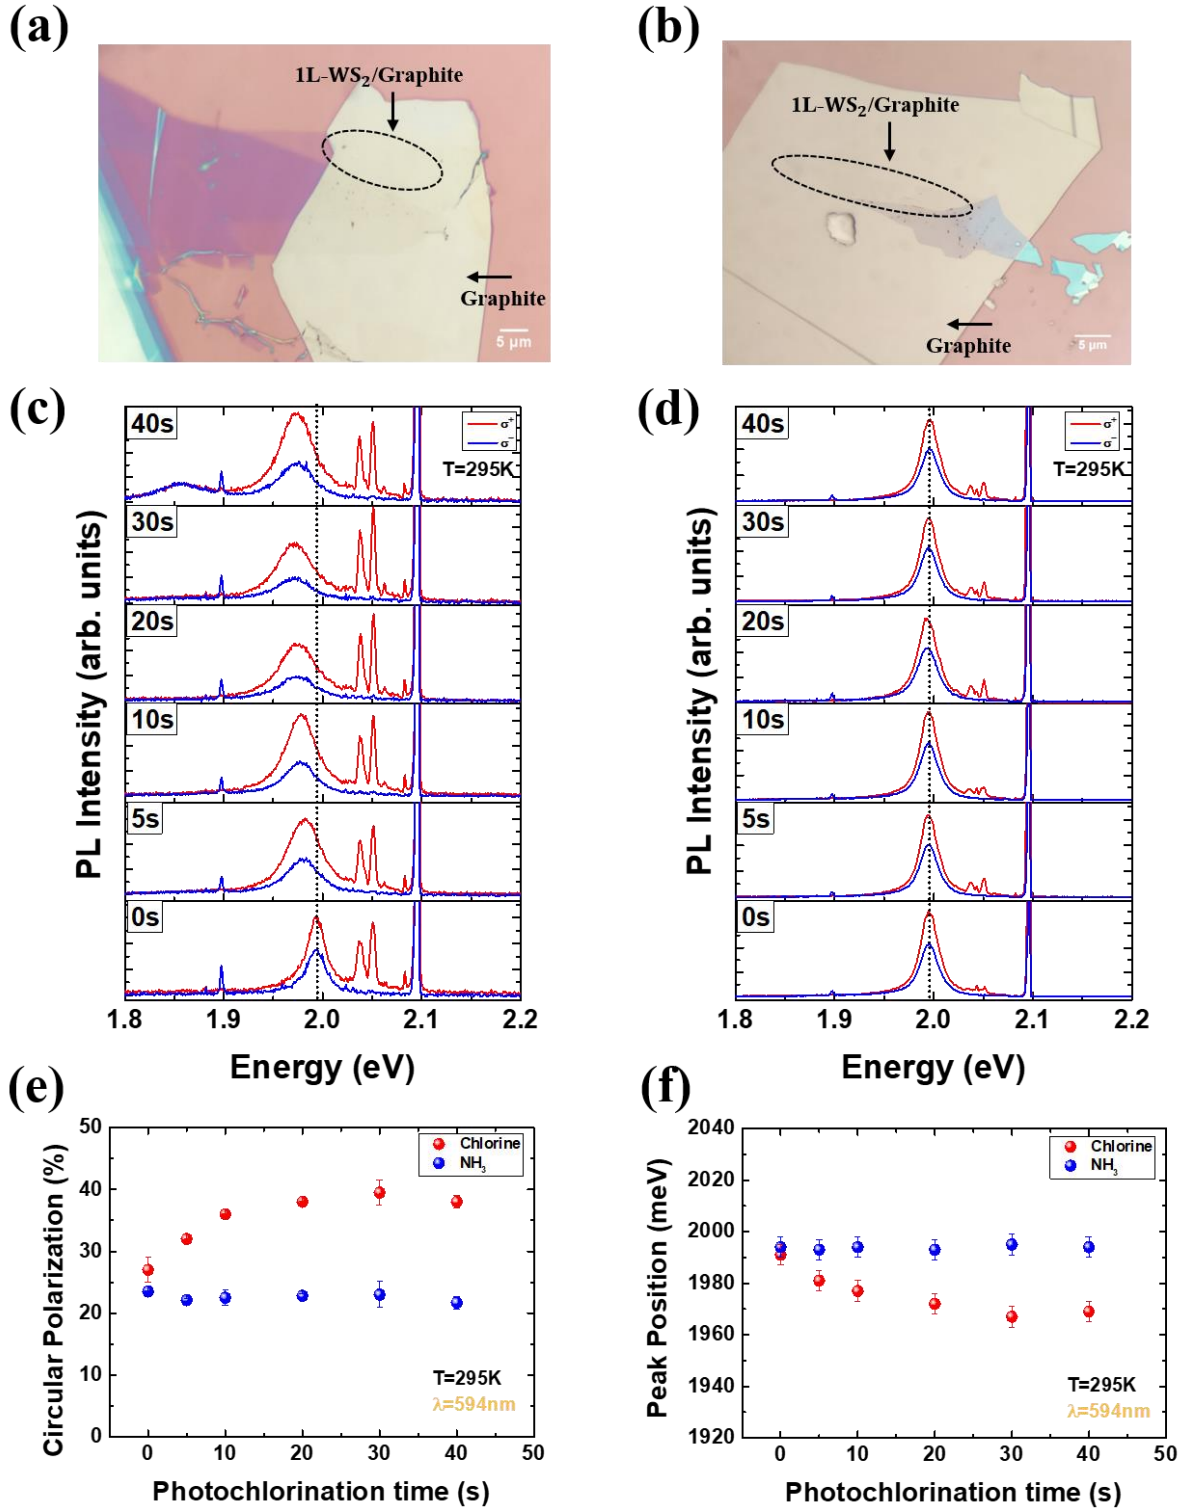 (a)
1L-WS₂/Graphite
Graphite
5 μm
(b)
1L-WS₂/Graphite
Graphite
5 μm
(c)
PL Intensity (arb. units)
40s
σ⁺
σ⁻
T=295K
30s
20s
10s
5s
0s
1.8 1.9 2.0 2.1 2.2
Energy (eV)
(d)
PL Intensity (arb. units)
40s
σ⁺
σ⁻
T=295K
30s
20s
10s
5s
0s
1.8 1.9 2.0 2.1 2.2
Energy (eV)
(e)
Circular Polarization (%)
50
40
30
20
10
0
Chlorine
NH₃
T=295K
λ=594nm
0 10 20 30 40 50
Photochlorination time (s)
(f)
Peak Position (meV)
2040
2020
2000
1980
1960
1940
1920
Chlorine
NH₃
T=295K
λ=594nm
0 10 20 30 40 50
Photochlorination time (s)